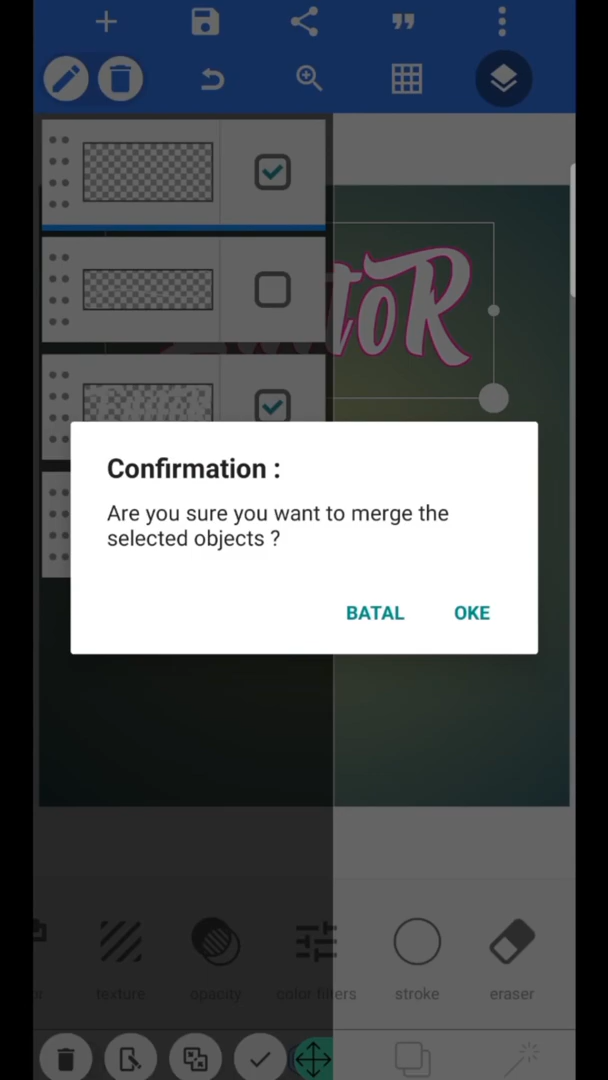 Confirmation :
Are you sure you want to merge the
selected objects ?
BATAL
OKE
texture
opacity
color filters
stroke
eraser